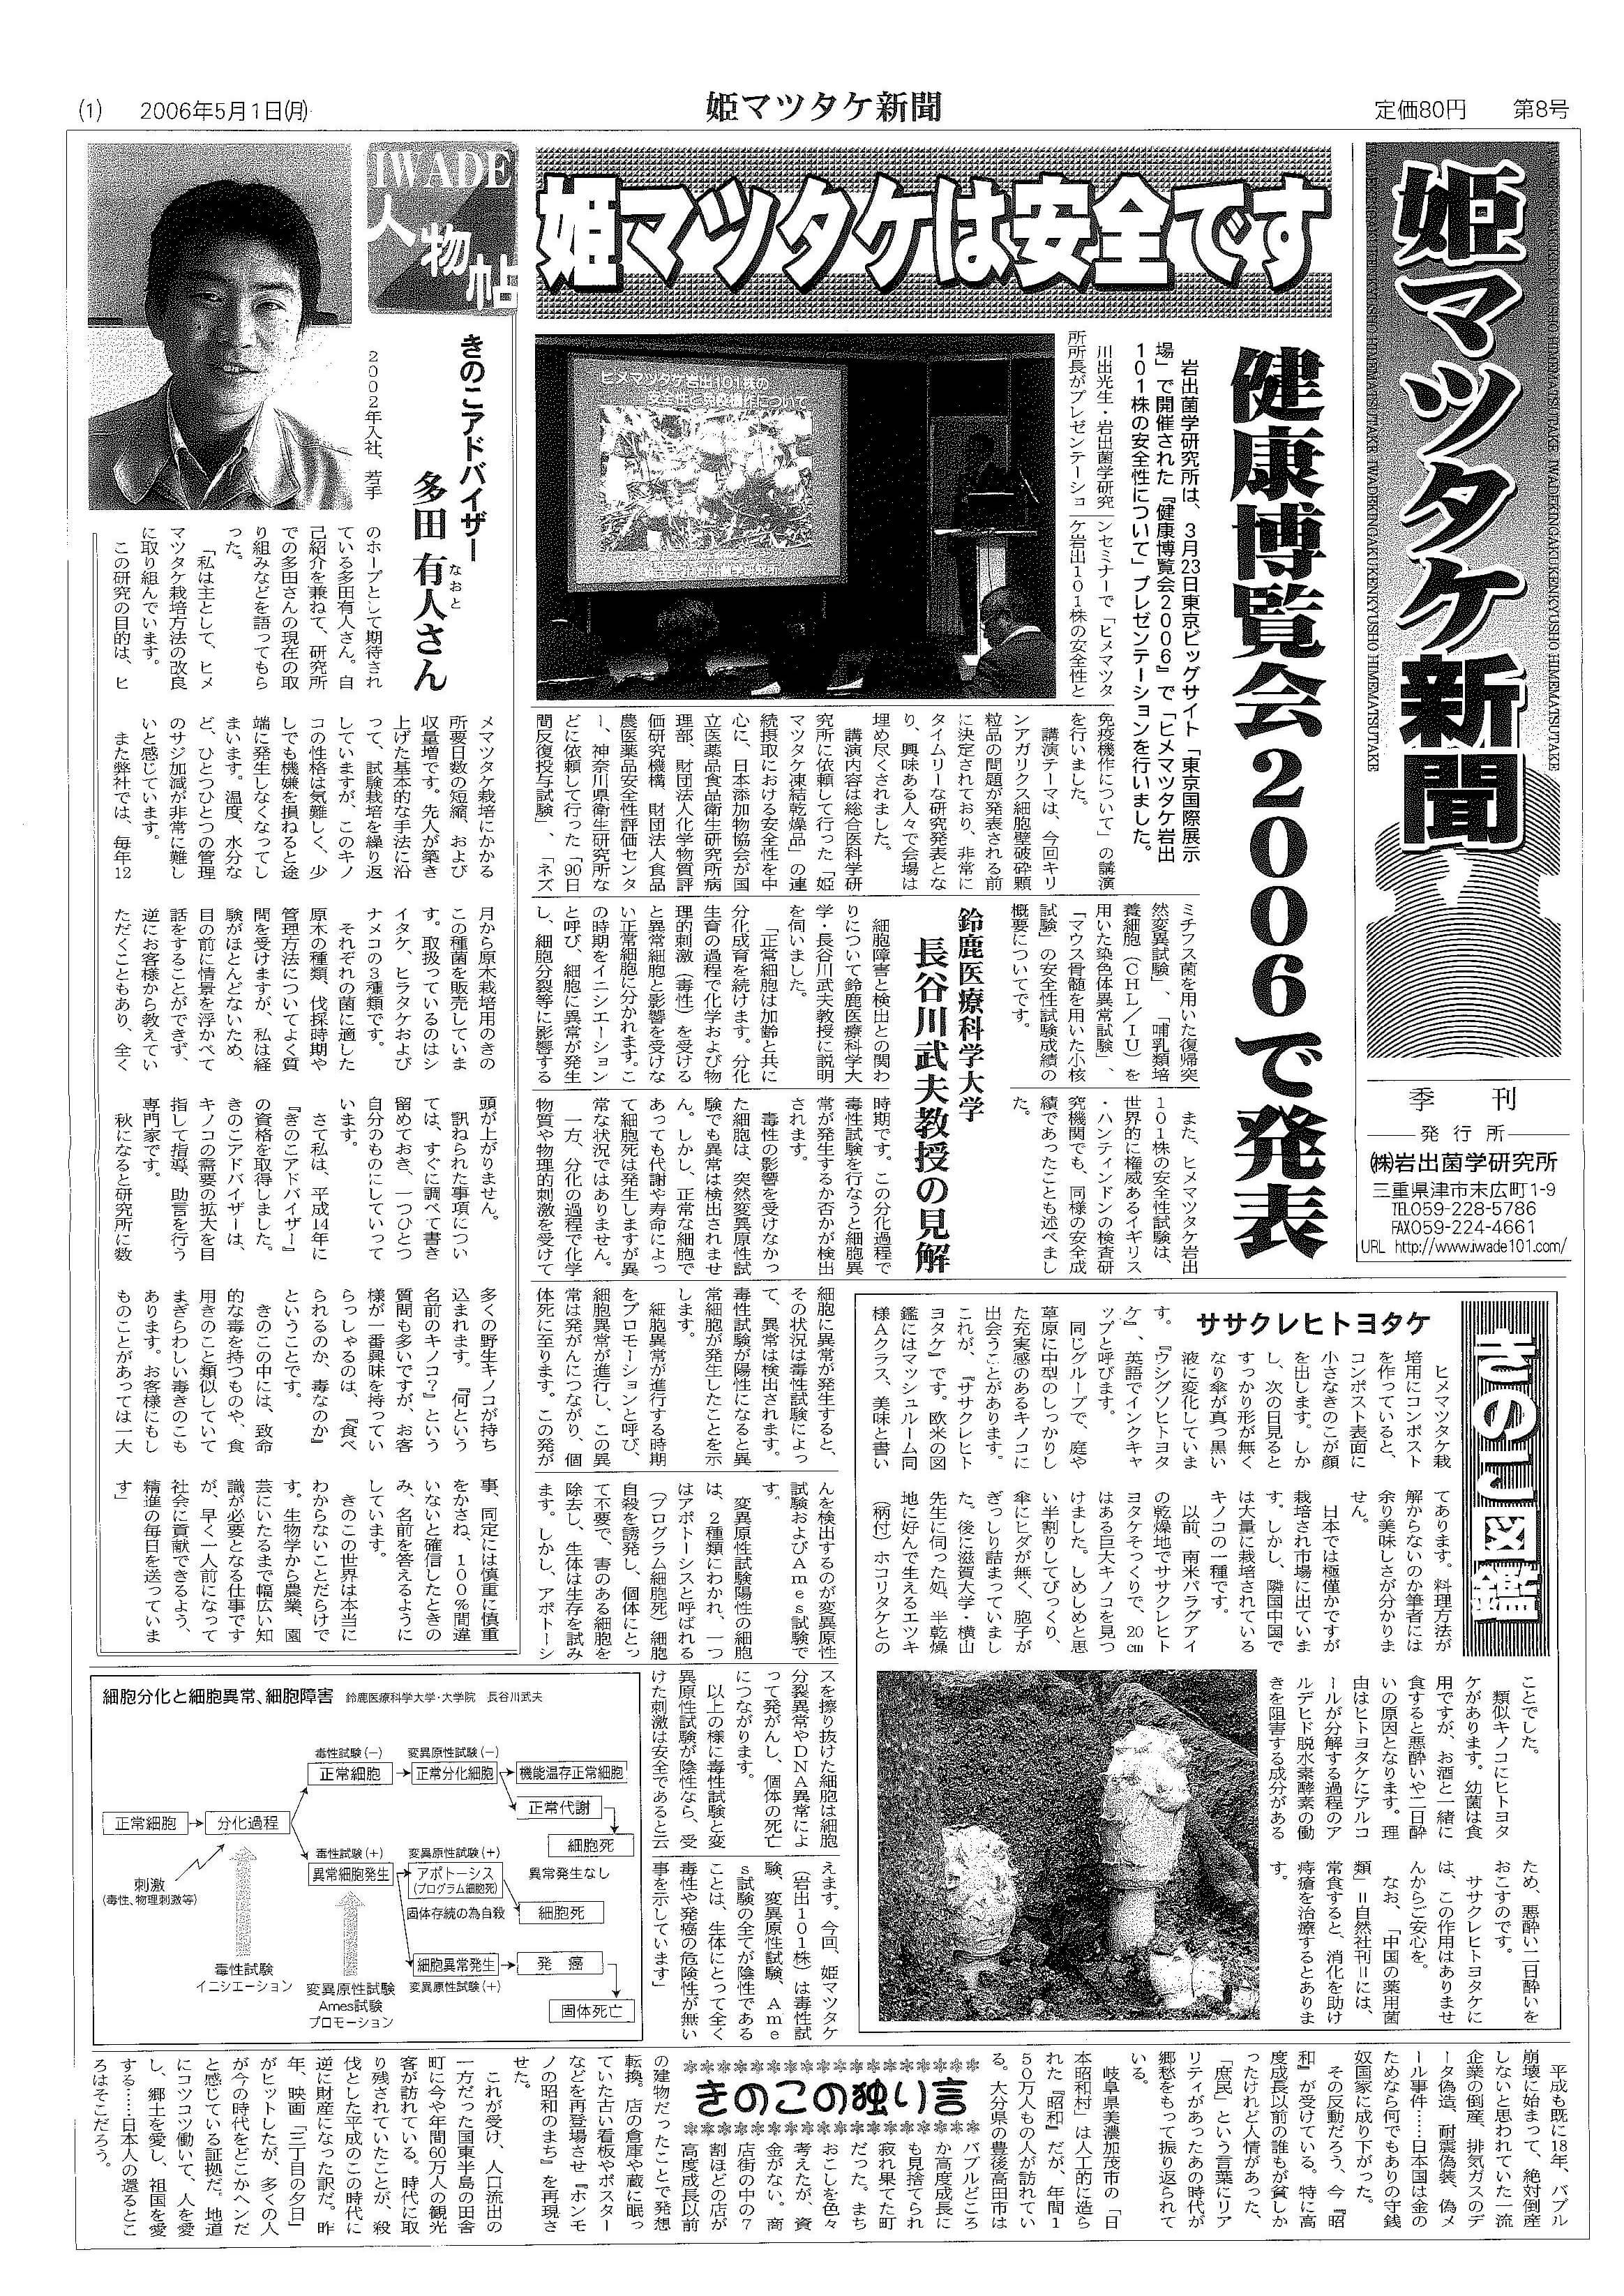 (1) 2006年5月1日(月)
姫マツタケ新聞
定価80円 第8号
姫マツタケ新聞
季刊
発行所
㈱岩出菌学研究所
三重県津市末広町1-9
TEL059-228-5786
FAX059-224-4661
URL http://www.iwade101.com/
姫マツタケは安全です
健康博覧会2006で発表
岩出菌学研究所は、3月23日東京ビッグサイト「東京国際展示
場」で開催された『健康博覧会2006』で「ヒメマツタケ岩出
101株の安全性について」プレゼンテーションを行いました。
川出光生・岩出菌学研究
所所長がプレゼンテーショ
ンセミナーで「ヒメマツタ
ケ岩出101株の安全性と
ヒメマツタケ岩出101株の
安全性と免疫機作について
免疫機作について」の講演
を行いました。
講演テーマは、今回キリ
ンアガリクス細胞壁破砕顆
粒品の問題が発表される前
に決定されており、非常に
タイムリーな研究発表とな
り、興味ある人々で会場は
埋め尽くされました。
講演内容は総合医科学研
究所に依頼して行った「姫
マツタケ凍結乾燥品」の連
続摂取における安全性を中
心に、日本添加物協会が国
立医薬品食品衛生研究所病
理部、財団法人化学物質評
価研究機構、財団法人食品
農医薬品安全性評価センタ
ー、神奈川県衛生研究所な
どに依頼して行った「90日
間反復投与試験」、「ネズ
ミチフス菌を用いた復帰突
然変異試験」、「哺乳類培
養細胞（CHL／IU）を
用いた染色体異常試験」、
「マウス骨髄を用いた小核
試験」の安全性試験成績の
概要についてです。
また、ヒメマツタケ岩出
101株の安全性試験は、
世界的に権威あるイギリス
・ハンティンドンの検査研
究機関でも、同様の安全成
績であったことも述べまし
た。
鈴鹿医療科学大学
長谷川武夫教授の見解
細胞障害と検出との関わ
りについて鈴鹿医療科学大
学・長谷川武夫教授に説明
を伺いました。
「正常細胞は加齢と共に
分化成育を続けます。分化
生育の過程で化学および物
理的刺激（毒性）を受ける
と異常細胞と影響を受けな
い正常細胞に分かれます。こ
の時期をイニシエーション
と呼び、細胞に異常が発生
し、細胞分裂等に影響する
時期です。この分化過程で
毒性試験を行なうと細胞異
常が発生するか否かが検出
されます。
毒性の影響を受けなかっ
た細胞は、突然変異原性試
験でも異常は検出されませ
ん。しかし、正常な細胞で
あっても代謝や寿命によっ
て細胞死は発生しますが異
常な状況ではありません。
一方、分化の過程で化学
物質や物理的刺激を受けて
細胞に異常が発生すると、
その状況は毒性試験によっ
て、異常は検出されます。
毒性試験が陽性になると異
常細胞が発生したことを示
します。
細胞異常が進行する時期
をプロモーションと呼び、
細胞異常が進行し、この異
常は発がんにつながり、個
体死に至ります。この発が
んを検出するのが変異原性
試験およびAmes試験で
す。
変異原性試験陽性の細胞
は、2種類にわかれ、一つ
はアポトーシスと呼ばれる
（プログラム細胞死）細胞
自殺を誘発し、個体にとっ
て不要で、害のある細胞を
除去し、生体は生存を試み
ます。しかし、アポトーシ
スを擦り抜けた細胞は細胞
分裂異常やDNA異常によ
って発がんし、個体の死亡
につながります。
以上の様に毒性試験と変
異原性試験が陰性なら、受
けた刺激は安全であると云
えます。今回、姫マツタケ
（岩出101株）は毒性試
験、変異原性試験、Ame
s試験の全てが陰性である
ことは、生体にとって全く
毒性や発癌の危険性が無い
事を示しています」
IWADE
人物帖
きのこアドバイザー
多田 有人さん
なおと
2002年入社、若手
のホープとして期待され
ている多田有人さん。自
己紹介を兼ねて、研究所
での多田さんの現在の取
り組みなどを語ってもら
った。
「私は主として、ヒメ
マツタケ栽培方法の改良
に取り組んでいます。
この研究の目的は、ヒ
メマツタケ栽培にかかる
所要日数の短縮、および
収量増です。先人が築き
上げた基本的な手法に沿
って、試験栽培を繰り返
していますが、このキノ
コの性格は気難しく、少
しでも機嫌を損ねると途
端に発生しなくなってし
まいます。温度、水分な
ど、ひとつひとつの管理
のサジ加減が非常に難し
いと感じています。
また弊社では、毎年12
月から原木栽培用のきの
この種菌を販売していま
す。取扱っているのはシ
イタケ、ヒラタケおよび
ナメコの3種類です。
それぞれの菌に適した
原木の種類、伐採時期や
管理方法についてよく質
問を受けますが、私は経
験がほとんどないため、
目の前に情景を浮かべて
話をすることができず、
逆にお客様から教えてい
ただくこともあり、全く
頭が上がりません。
訊ねられた事項につい
ては、すぐに調べて書き
留めておき、一つひとつ
自分のものにしていって
います。
さて私は、平成14年に
『きのこアドバイザー』
の資格を取得しました。
きのこアドバイザーは、
キノコの需要の拡大を目
指して指導、助言を行う
専門家です。
秋になると研究所に数
多くの野生キノコが持ち
込まれます。『何という
名前のキノコ?』という
質問も多いですが、お客
様が一番興味を持ってい
らっしゃるのは、『食べ
られるのか、毒なのか』
ということです。
きのこの中には、致命
的な毒を持つものや、食
用きのこと類似していて
まぎらわしい毒きのこも
あります。お客様にもし
ものことがあっては一大
事、同定には慎重に慎重
をかさね、100%間違
いないと確信したときの
み、名前を答えるように
しています。
きのこの世界は本当に
わからないことだらけで
す。生物学から農業、園
芸にいたるまで幅広い知
識が必要となる仕事です
が、早く一人前になって
社会に貢献できるよう、
精進の毎日を送っていま
す」
きのこ図鑑
ササクレヒトヨタケ
ヒメマツタケ栽
培用にコンポスト
を作っていると、
コンポスト表面に
小さなきのこが顔
を出します。しか
し、次の日見ると
すっかり形が無く
なり傘が真っ黒い
液に変化していま
す。『ウシグソヒトヨタ
ケ』、英語でインクキャ
ップと呼びます。
同じグループで、庭や
草原に中型のしっかりし
た充実感のあるキノコに
出会うことがあります。
これが、『ササクレヒト
ヨタケ』です。欧米の図
鑑にはマッシュルーム同
様Aクラス、美味と書い
てあります。料理方法が
解からないのか筆者には
余り美味しさが分かりま
せん。
日本では極僅かですが
栽培され市場に出ていま
す。しかし、隣国中国で
は大量に栽培されている
キノコの一種です。
以前、南米パラグアイ
の乾燥地でササクレヒト
ヨタケそっくりで、20cm
はある巨大キノコを見つ
けました。しめしめと思
い半割りしてびっくり、
傘にヒダが無く、胞子が
ぎっしり詰まっていまし
た。後に滋賀大学・横山
先生に伺った処、半乾燥
地に好んで生えるエツキ
（柄付）ホコリタケとの
ことでした。
類似キノコにヒトヨタ
ケがあります。幼菌は食
用ですが、お酒と一緒に
食すると悪酔いや二日酔
いの原因となります。理
由はヒトヨタケにアルコ
ールが分解する過程のア
ルデヒド脱水素酵素の働
きを阻害する成分がある
ため、悪酔い二日酔いを
おこすのです。
ササクレヒトヨタケに
は、この作用はありませ
んからご安心を。
なお、「中国の薬用菌
類」＝自然社刊＝には、
常食すると、消化を助け
痔瘡を治療するとありま
す。
細胞分化と細胞異常、細胞障害 鈴鹿医療科学大学・大学院 長谷川武夫
毒性試験(−) 変異原性試験(−)
正常細胞 正常分化細胞 機能温存正常細胞
正常代謝
正常細胞 分化過程
細胞死
毒性試験(+) 変異原性試験(+)
異常細胞発生 アポトーシス 異常発生なし
(プログラム細胞死)
刺激
(毒性、物理刺激等)
固体存続の為自殺 細胞死
細胞異常発生 発癌
変異原性試験(+)
毒性試験
イニシエーション
変異原性試験
Ames試験
プロモーション
固体死亡
きのこの独り言
平成も既に18年、バブル
崩壊に始まって、絶対倒産
しないと思われていた一流
企業の倒産、排気ガスのデ
ータ偽造、耐震偽装、偽メ
ール事件……日本国は金の
ためなら何でもありの守銭
奴国家に成り下がった。
その反動だろう、今『昭
和』が受けている。特に高
度成長以前の誰もが貧しか
ったけれど人情があった、
「庶民」という言葉にリア
リティがあったあの時代が
郷愁をもって振り返られて
いる。
岐阜県美濃加茂市の「日
本昭和村」は人工的に造ら
れた『昭和』だが、年間1
50万人もの人が訪れてい
る。大分県の豊後高田市は
バブルどころ
か高度成長に
も見捨てられ
寂れ果てた町
だった。まち
おこしを色々
考えたが、資
金がない。商
店街の中の7
割ほどの店が
高度成長以前
の建物だったことで発想
転換。店の倉庫や蔵に眠っ
ていた古い看板やポスター
などを再登場させ『ホンモ
ノの昭和のまち』を再現さ
せた。
これが受け、人口流出の
一方だった国東半島の田舎
町に今や年間60万人の観光
客が訪れている。時代に取
り残されていたことが、殺
伐とした平成のこの時代に
逆に財産になった訳だ。昨
年、映画「三丁目の夕日」
がヒットしたが、多くの人
が今の時代をどこかヘンだ
と感じている証拠だ。地道
にコツコツ働いて、人を愛
し、郷土を愛し、祖国を愛
する……日本人の還るとこ
ろはそこだろう。